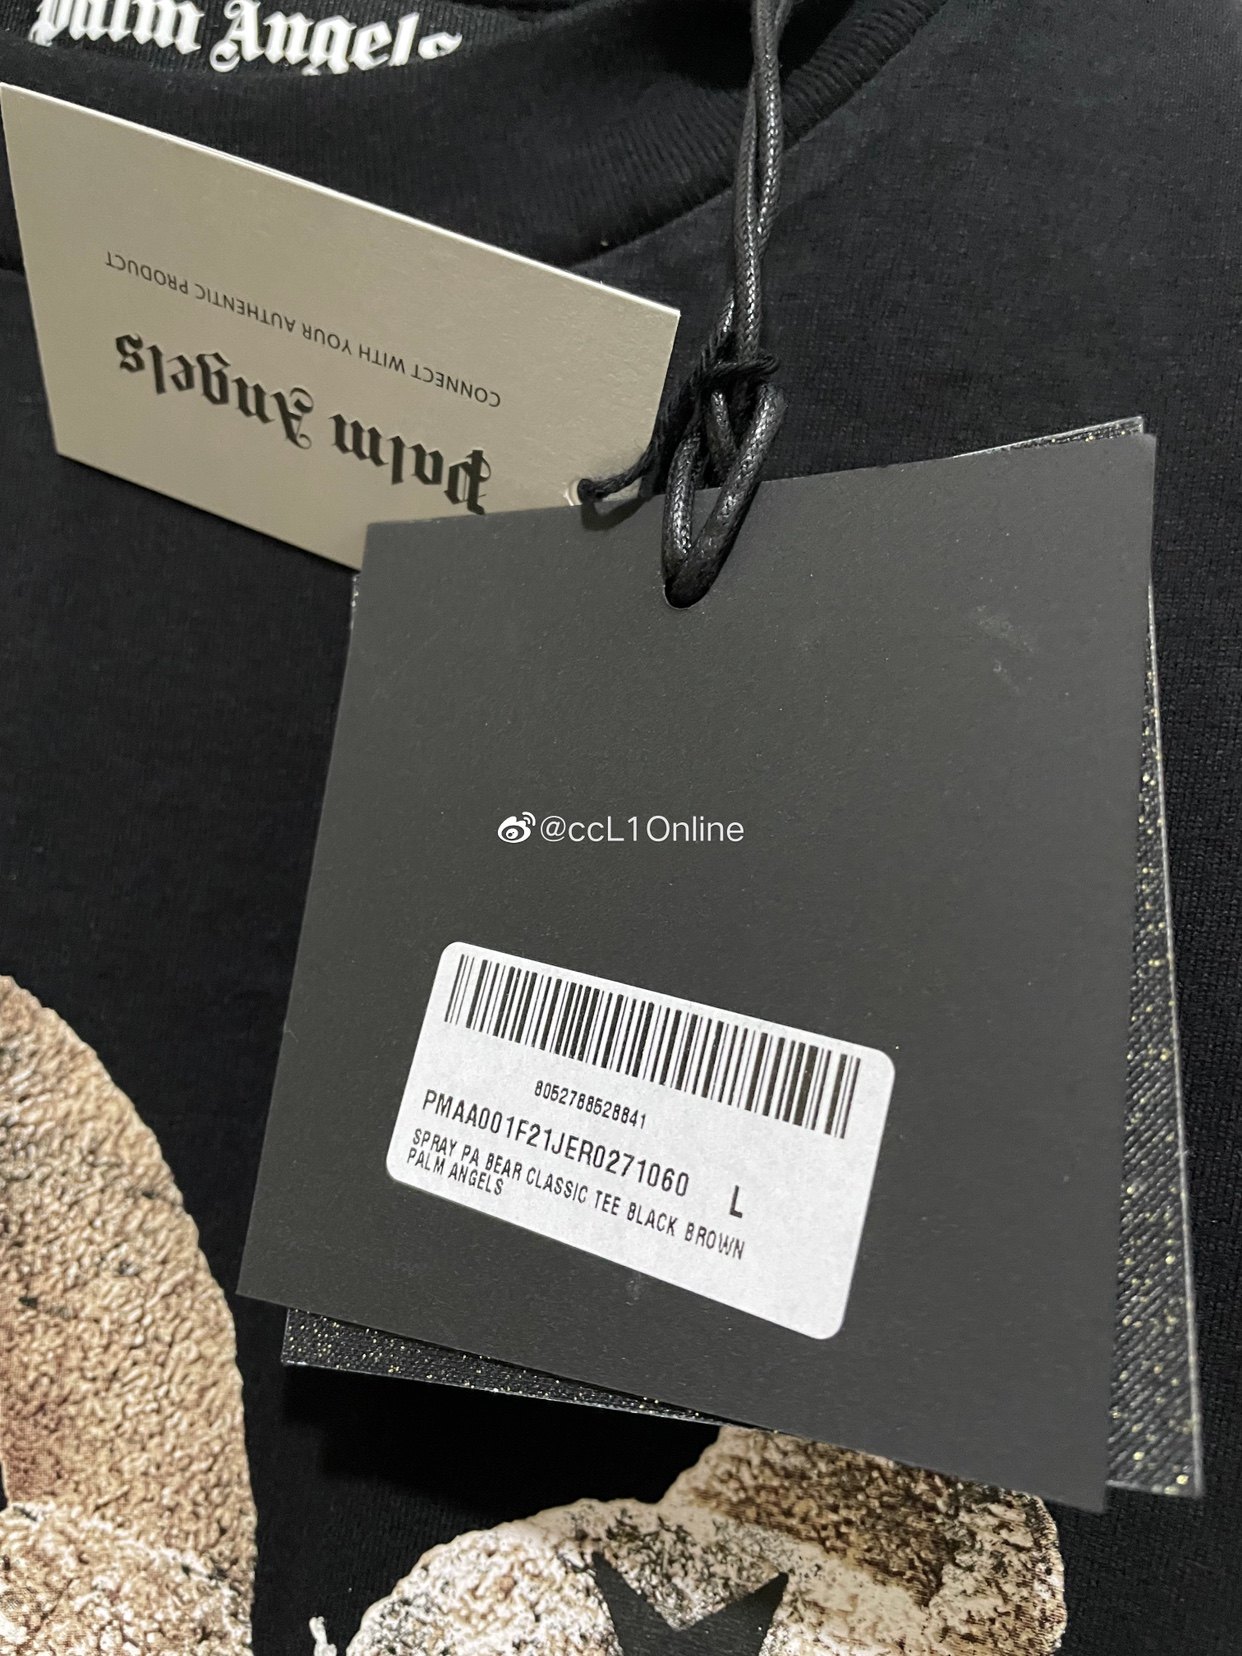 Palm Angels
CONNECT WITH YOUR AUTHENTIC PRODUCT
Palm Angels
@ccL1Online
8052788528841
PMAA001F21JER0271060 L
SPRAY PA BEAR CLASSIC TEE BLACK BROWN
PALM ANGELS